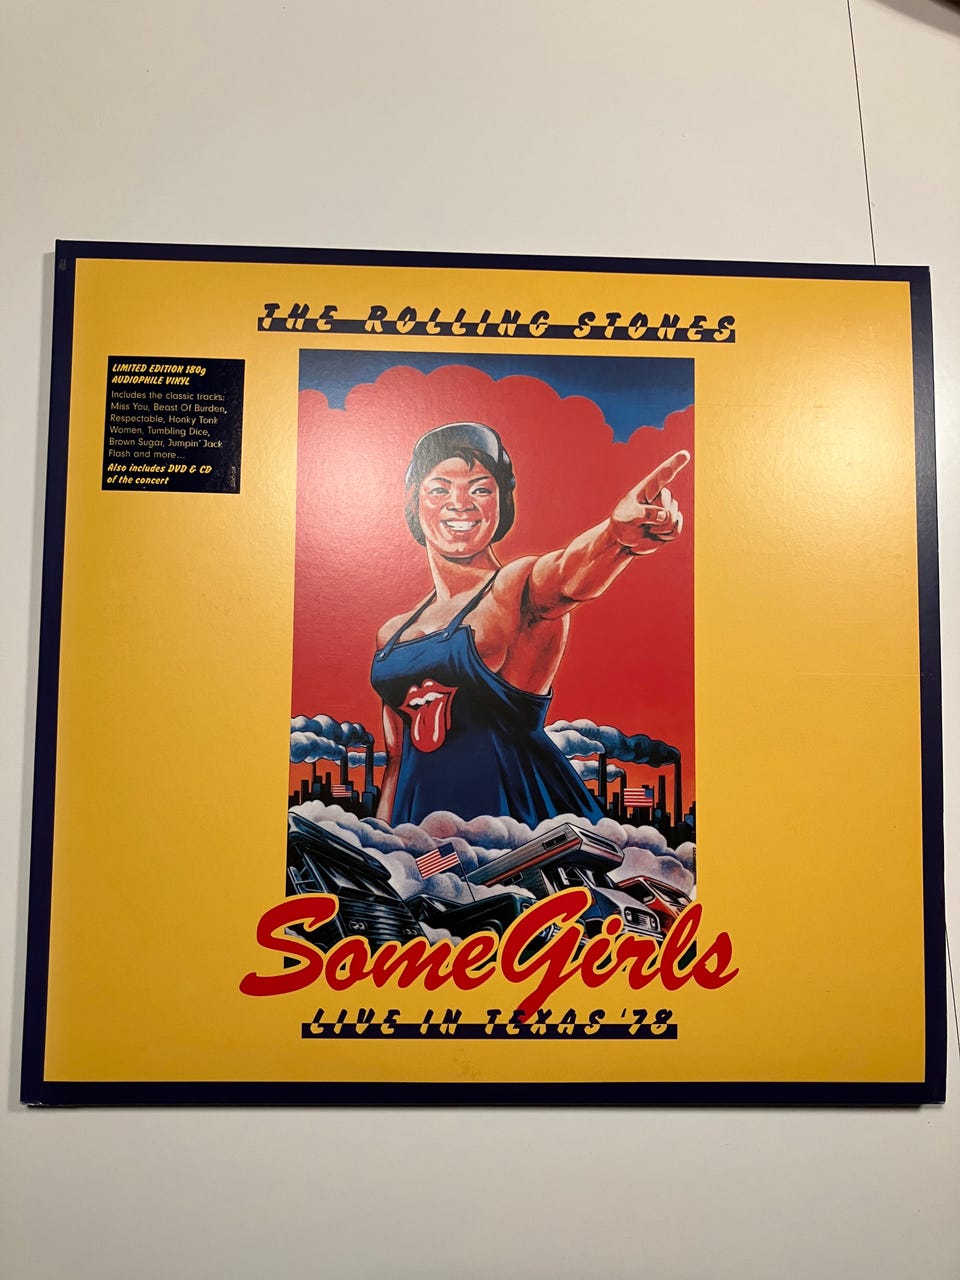 THE ROLLING STONES
LIMITED EDITION 180g
AUDIOPHILE VINYL
Includes the classic tracks:
Miss You, Beast Of Burden,
Respectable, Honky Tonk
Women, Tumbling Dice,
Brown Sugar, Jumpin' Jack
Flash and more...
Also includes DVD & CD
of the concert
Some Girls
LIVE IN TEXAS '78